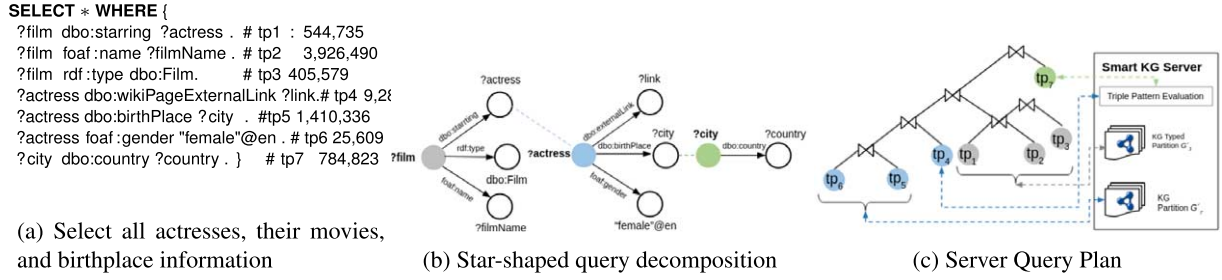 SELECT * WHERE {
?film dbo:starring ?actress . # tp1 : 544,735
?film foaf:name ?filmName . # tp2 3,926,490
?film rdf:type dbo:Film. # tp3 405,579
?actress dbo:wikiPageExternalLink ?link.# tp4 9,28
?actress dbo:birthPlace ?city . #tp5 1,410,336
?actress foaf:gender "female"@en . # tp6 25,609
?city dbo:country ?country . } # tp7 784,823
(a) Select all actresses, their movies,
and birthplace information
?actress
?link
dbo:starring
dbo:externalLink
?city
?city
?country
?film
rdf:type
?actress
dbo:birthPlace
dbo:country
dbo:Film
foaf:name
foaf:gender
?filmName
"female"@en
(b) Star-shaped query decomposition
tp7
Smart KG Server
Triple Pattern Evaluation
tp3
tp4
tp1
tp2
KG Typed
Partition G'
tp6
tp5
KG
Partition G'
(c) Server Query Plan